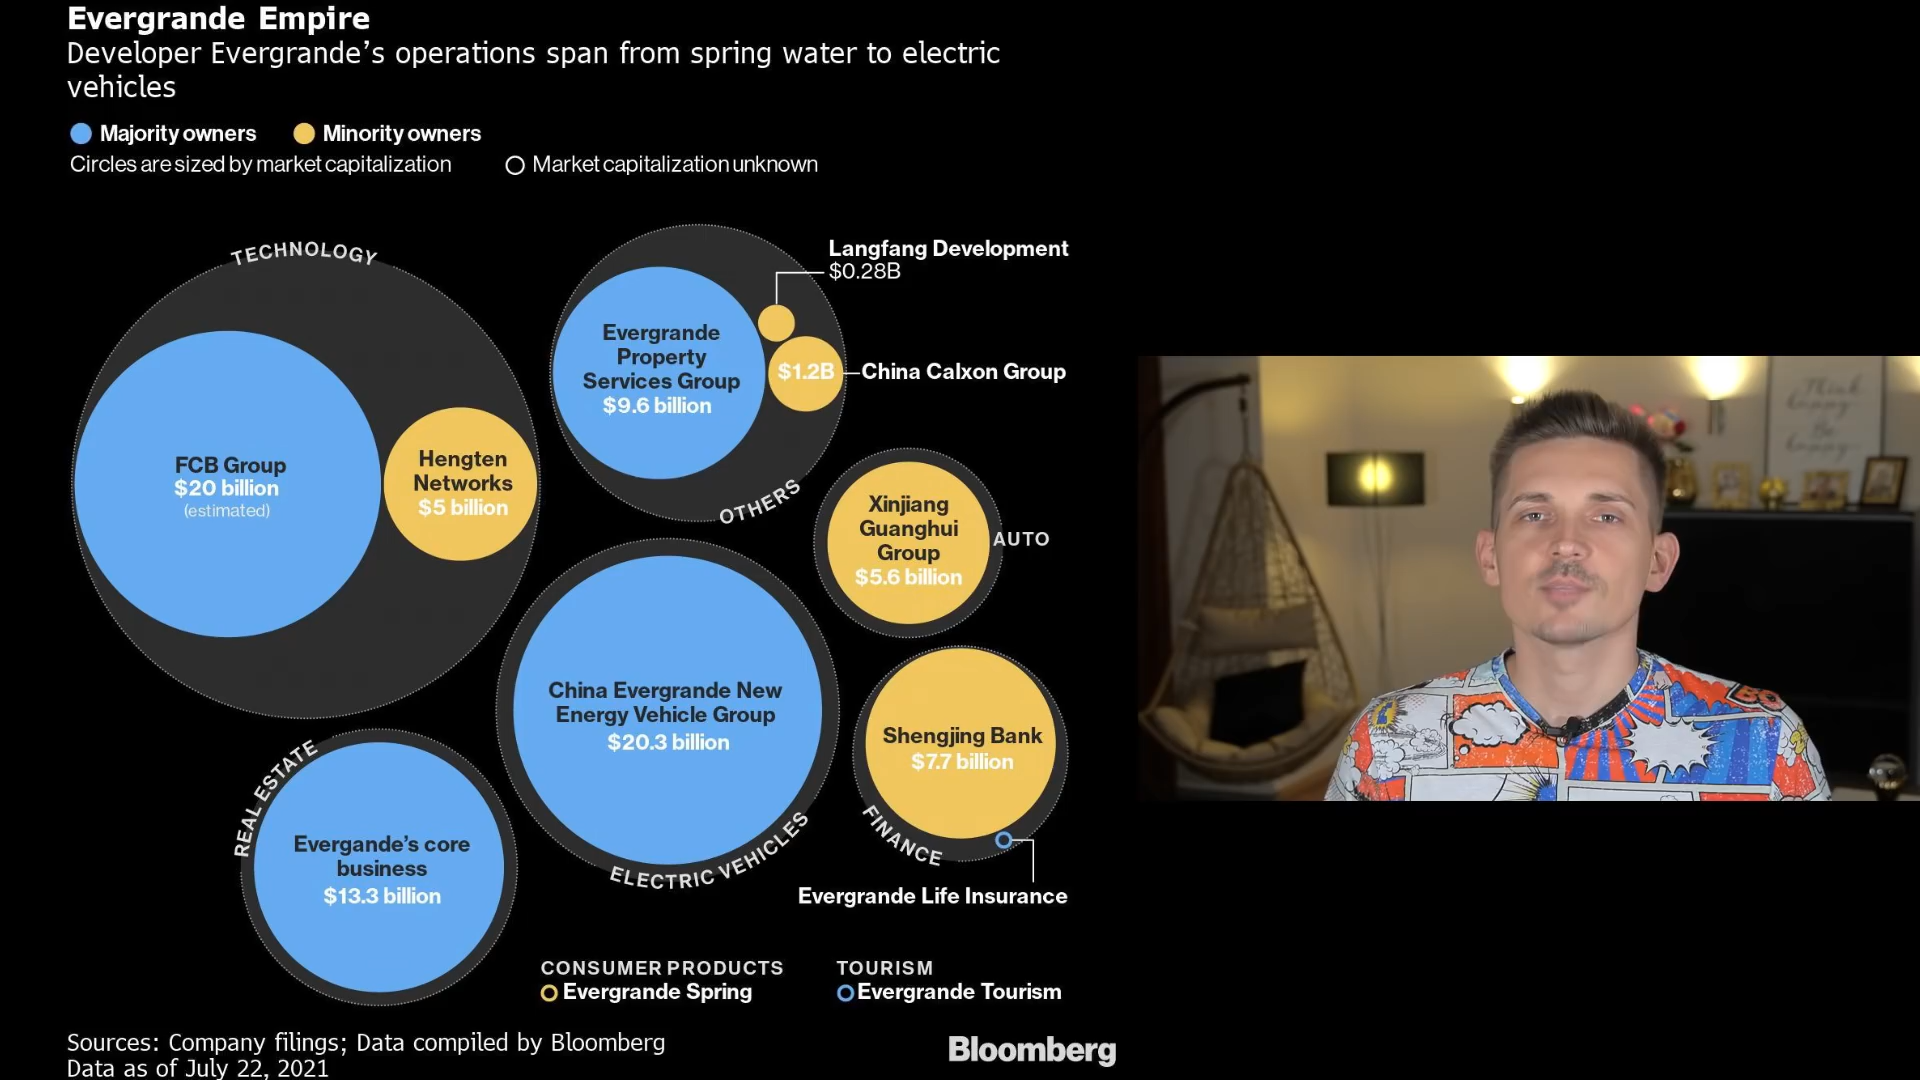 Evergrande Empire
Developer Evergrande’s operations span from spring water to electric
vehicles
Majority owners
Minority owners
Circles are sized by market capitalization
Market capitalization unknown
TECHNOLOGY
FCB Group
$20 billion
(estimated)
Hengten
Networks
$5 billion
Evergrande
Property
Services Group
$9.6 billion
Langfang Development
$0.28B
$1.2B
China Calxon Group
OTHERS
Xinjiang
Guanghui
Group
$5.6 billion
AUTO
China Evergrande New
Energy Vehicle Group
$20.3 billion
ELECTRIC VEHICLES
Shengjing Bank
$7.7 billion
FINANCE
Evergrande Life Insurance
REAL ESTATE
Evergande’s core
business
$13.3 billion
CONSUMER PRODUCTS
Evergrande Spring
TOURISM
Evergrande Tourism
Sources: Company filings; Data compiled by Bloomberg
Data as of July 22, 2021
Bloomberg
Think
happy
Be
happy